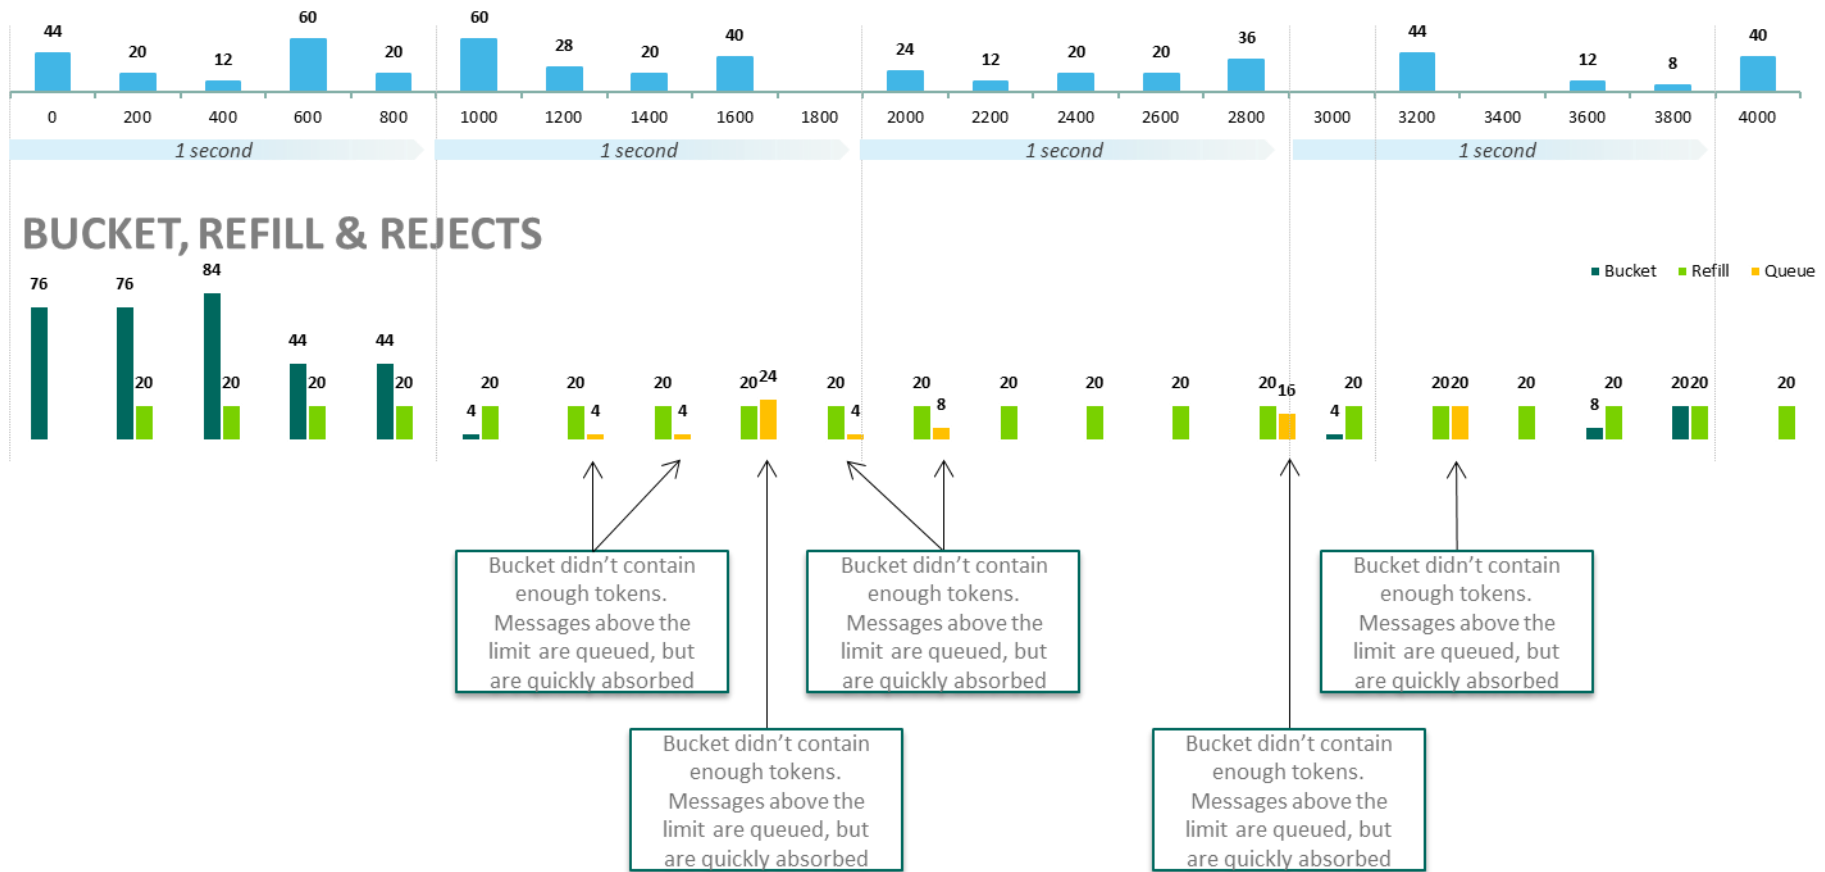 44 20 12 60 20 60 28 20 40 24 12 20 20 36 44 12 8 40
0 200 400 600 800 1000 1200 1400 1600 1800 2000 2200 2400 2600 2800 3000 3200 3400 3600 3800 4000
1 second 1 second 1 second 1 second
BUCKET, REFILL & REJECTS
Bucket Refill Queue
76 76 20 84 20 44 20 44 20 4 20 20 4 20 4 20 24 20 4 20 8 20 20 20 20 16 4 20 20 20 20 8 20 20 20 20
Bucket didn't contain
enough tokens.
Messages above the
limit are queued, but
are quickly absorbed
Bucket didn't contain
enough tokens.
Messages above the
limit are queued, but
are quickly absorbed
Bucket didn't contain
enough tokens.
Messages above the
limit are queued, but
are quickly absorbed
Bucket didn't contain
enough tokens.
Messages above the
limit are queued, but
are quickly absorbed
Bucket didn't contain
enough tokens.
Messages above the
limit are queued, but
are quickly absorbed